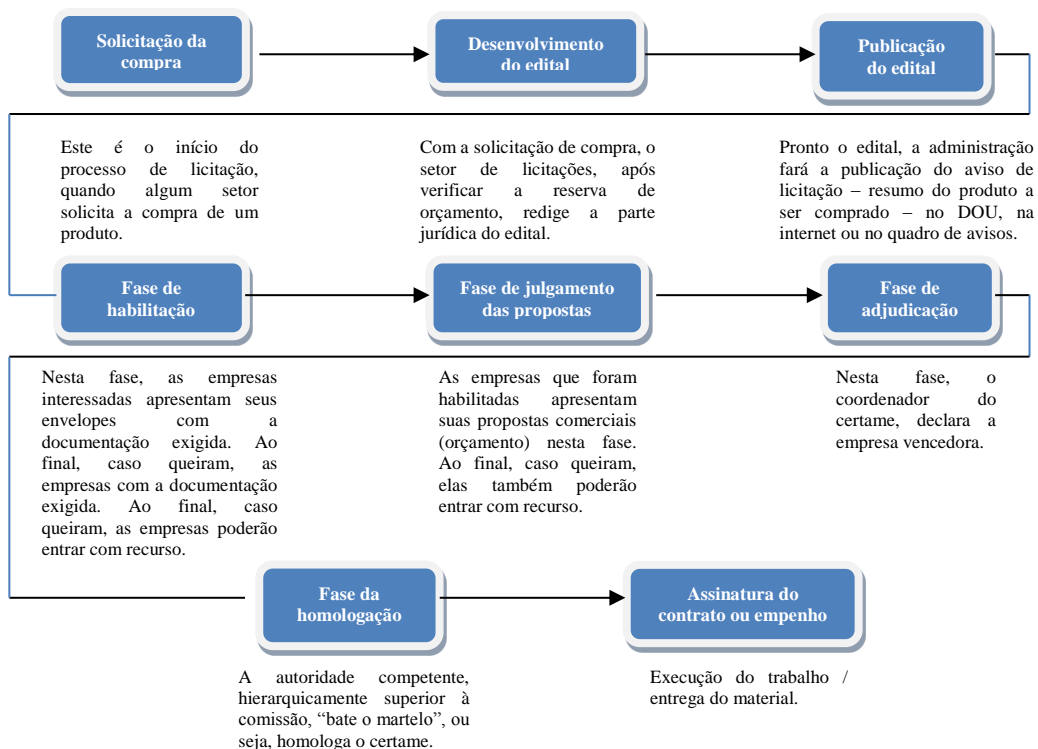 Solicitação da
compra
Desenvolvimento
do edital
Publicação
do edital
Este é o início do
processo de licitação,
quando algum setor
solicita a compra de um
produto.
Com a solicitação de compra, o
setor de licitações, após
verificar a reserva de
orçamento, redige a parte
jurídica do edital.
Pronto o edital, a administração
fará a publicação do aviso de
licitação – resumo do produto a
ser comprado – no DOU, na
internet ou no quadro de avisos.
Fase de
habilitação
Fase de julgamento
das propostas
Fase de
adjudicação
Nesta fase, as empresas
interessadas apresentam seus
envelopes com a
documentação exigida. Ao
final, caso queiram, as
empresas com a documentação
exigida. Ao final, caso
queiram, as empresas poderão
entrar com recurso.
As empresas que foram
habilitadas apresentam
suas propostas comerciais
(orçamento) nesta fase.
Ao final, caso queiram,
elas também poderão
entrar com recurso.
Nesta fase, o
coordenador do
certame, declara a
empresa vencedora.
Fase da
homologação
Assinatura do
contrato ou empenho
A autoridade competente,
hierarquicamente superior à
comissão, “bate o martelo”, ou
seja, homologa o certame.
Execução do trabalho /
entrega do material.